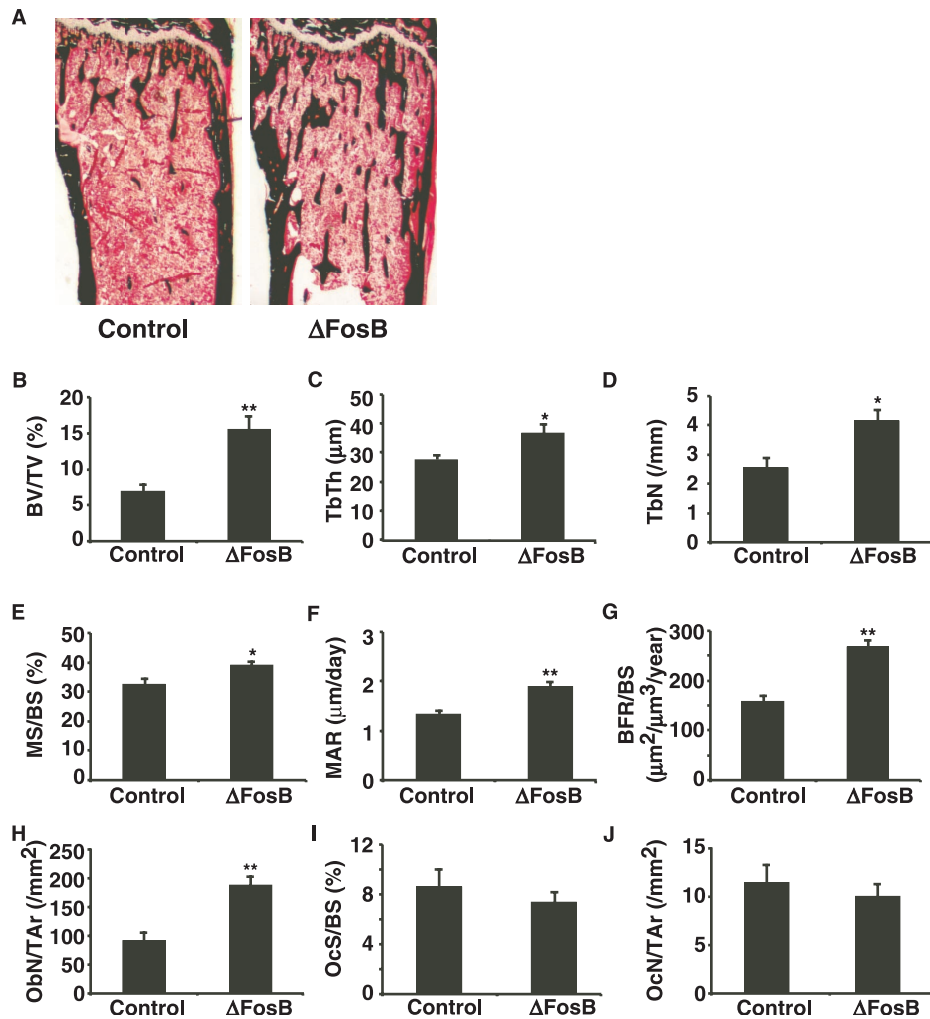 A
Control
ΔFosB
B
BV/TV (%)
20
15
10
5
0
**
Control
ΔFosB
C
TbTh (μm)
50
40
30
20
10
0
*
Control
ΔFosB
D
TbN (/mm)
5
4
3
2
1
0
*
Control
ΔFosB
E
MS/BS (%)
50
40
30
20
10
0
*
Control
ΔFosB
F
MAR (μm/day)
3
2
1
0
**
Control
ΔFosB
G
BFR/BS
(μm²/μm³/year)
300
200
100
0
**
Control
ΔFosB
H
ObN/TAr (/mm²)
250
200
150
100
50
0
**
Control
ΔFosB
I
OcS/BS (%)
12
8
4
0
Control
ΔFosB
J
OcN/TAr (/mm²)
15
10
5
0
Control
ΔFosB